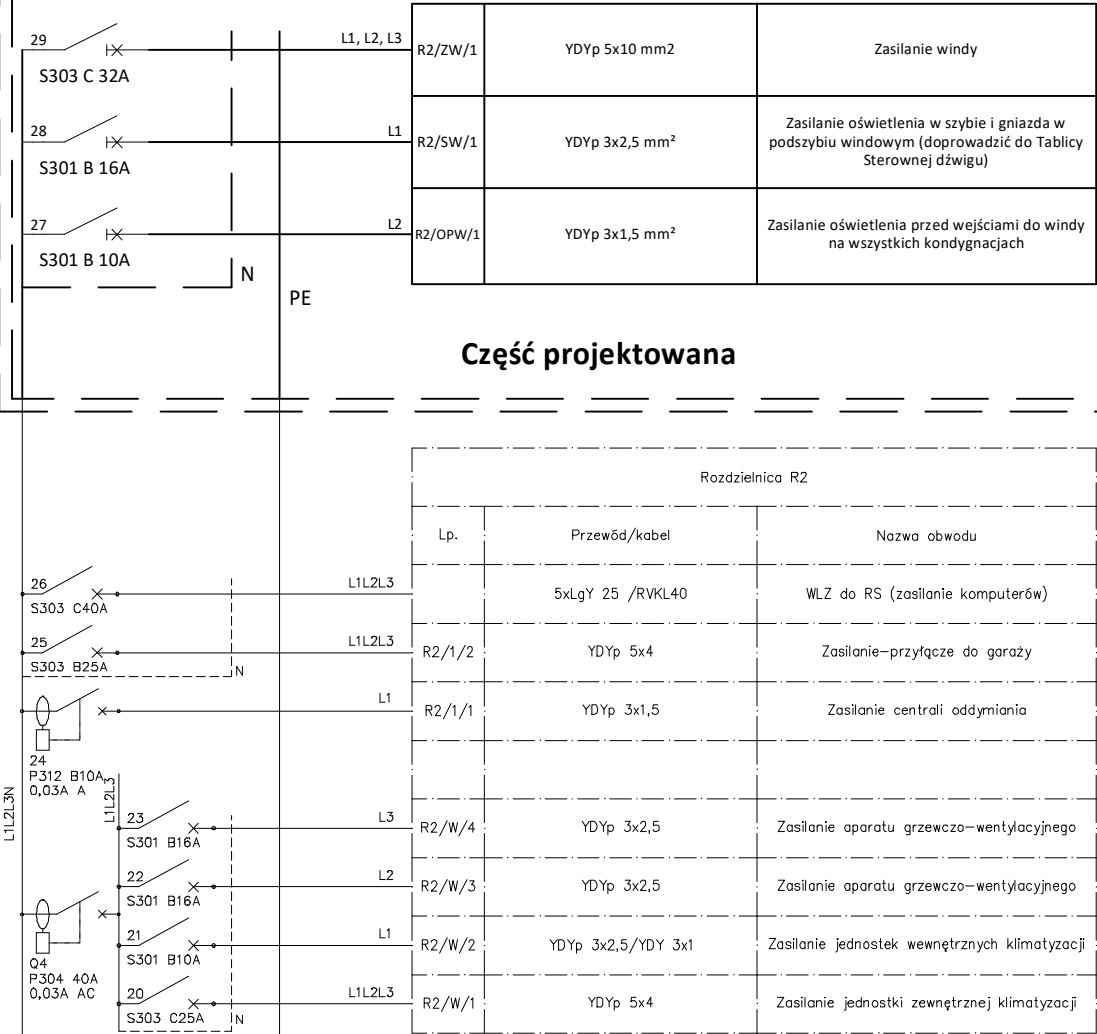 29
L1, L2, L3
R2/ZW/1
YDYp 5x10 mm2
Zasilanie windy
S303 C 32A
28
L1
R2/SW/1
YDYp 3x2,5 mm²
Zasilanie oświetlenia w szybie i gniazda w
podszybiu windowym (doprowadzić do Tablicy
Sterownej dźwigu)
S301 B 16A
27
L2
R2/OPW/1
YDYp 3x1,5 mm²
Zasilanie oświetlenia przed wejściami do windy
na wszystkich kondygnacjach
S301 B 10A
N
PE
Część projektowana
Rozdzielnica R2
Lp.
Przewód/kabel
Nazwa obwodu
26
L1L2L3
5xLgY 25 /RVKL40
WLZ do RS (zasilanie komputerów)
S303 C40A
25
L1L2L3
R2/1/2
YDYp 5x4
Zasilanie-przyłącze do garaży
S303 B25A
N
L1
R2/1/1
YDYp 3x1,5
Zasilanie centrali oddymiania
24
P312 B10A
0,03A A
L1L2L3N
L1L2L3
23
L3
R2/W/4
YDYp 3x2,5
Zasilanie aparatu grzewczo-wentylacyjnego
S301 B16A
22
L2
R2/W/3
YDYp 3x2,5
Zasilanie aparatu grzewczo-wentylacyjnego
S301 B16A
21
L1
R2/W/2
YDYp 3x2,5/YDY 3x1
Zasilanie jednostek wewnętrznych klimatyzacji
S301 B10A
Q4
P304 40A
0,03A AC
20
L1L2L3
R2/W/1
YDYp 5x4
Zasilanie jednostki zewnętrznej klimatyzacji
S303 C25A
N